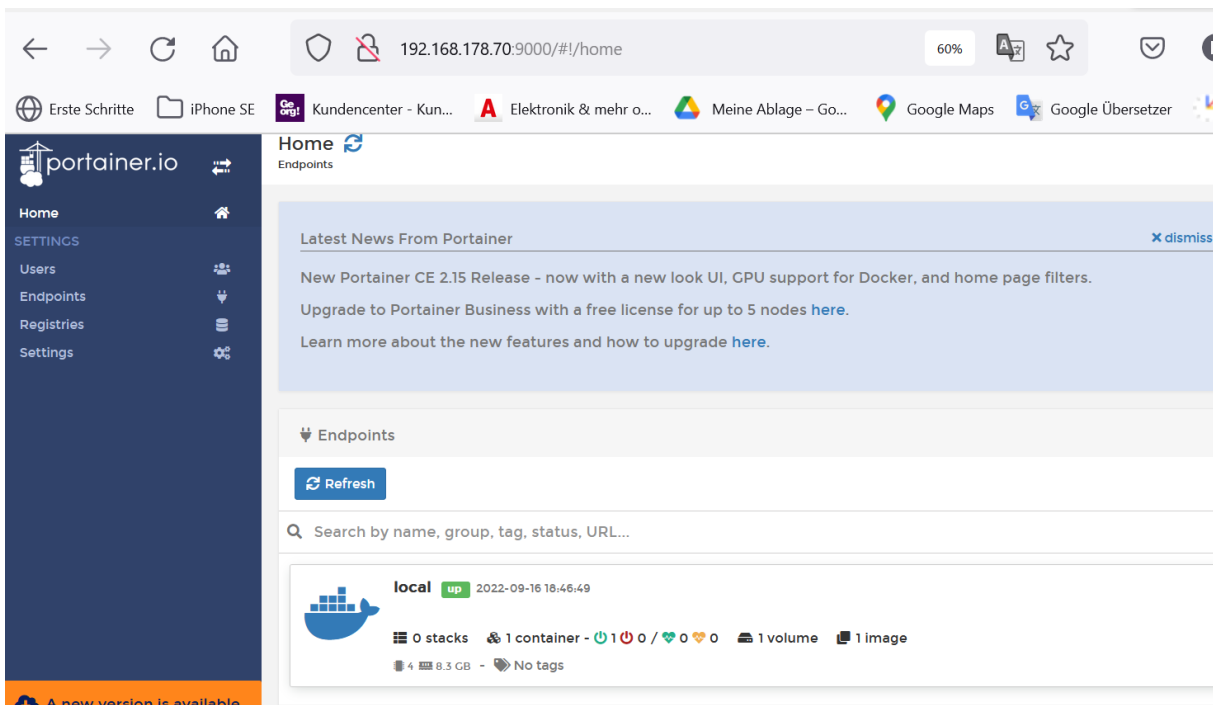 192.168.178.70:9000/#!/home
60%
Erste Schritte
iPhone SE
Ge org!
Kundencenter - Kun...
A
Elektronik & mehr o...
Meine Ablage – Go...
Google Maps
Google Übersetzer
portainer.io
Home
SETTINGS
Users
Endpoints
Registries
Settings
A new version is available
Home
Endpoints
Latest News From Portainer
dismiss
New Portainer CE 2.15 Release - now with a new look UI, GPU support for Docker, and home page filters.
Upgrade to Portainer Business with a free license for up to 5 nodes here.
Learn more about the new features and how to upgrade here.
Endpoints
Refresh
Search by name, group, tag, status, URL...
local up 2022-09-16 18:46:49
0 stacks 1 container - 1 0 / 0 0 1 volume 1 image
4 8.3 GB - No tags